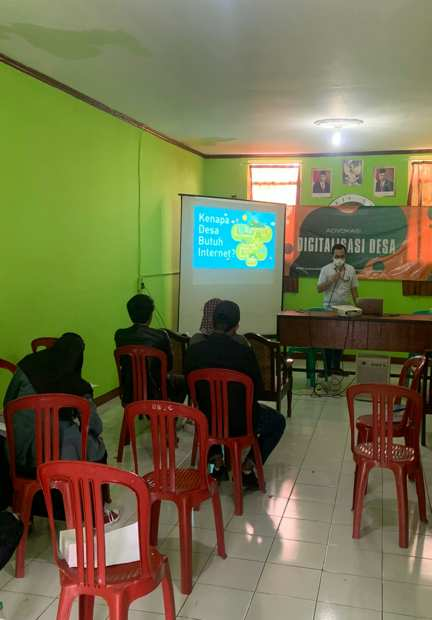 Kenapa
Desa
Butuh
Internet?
ADVOKASI
DIGITALISASI DESA